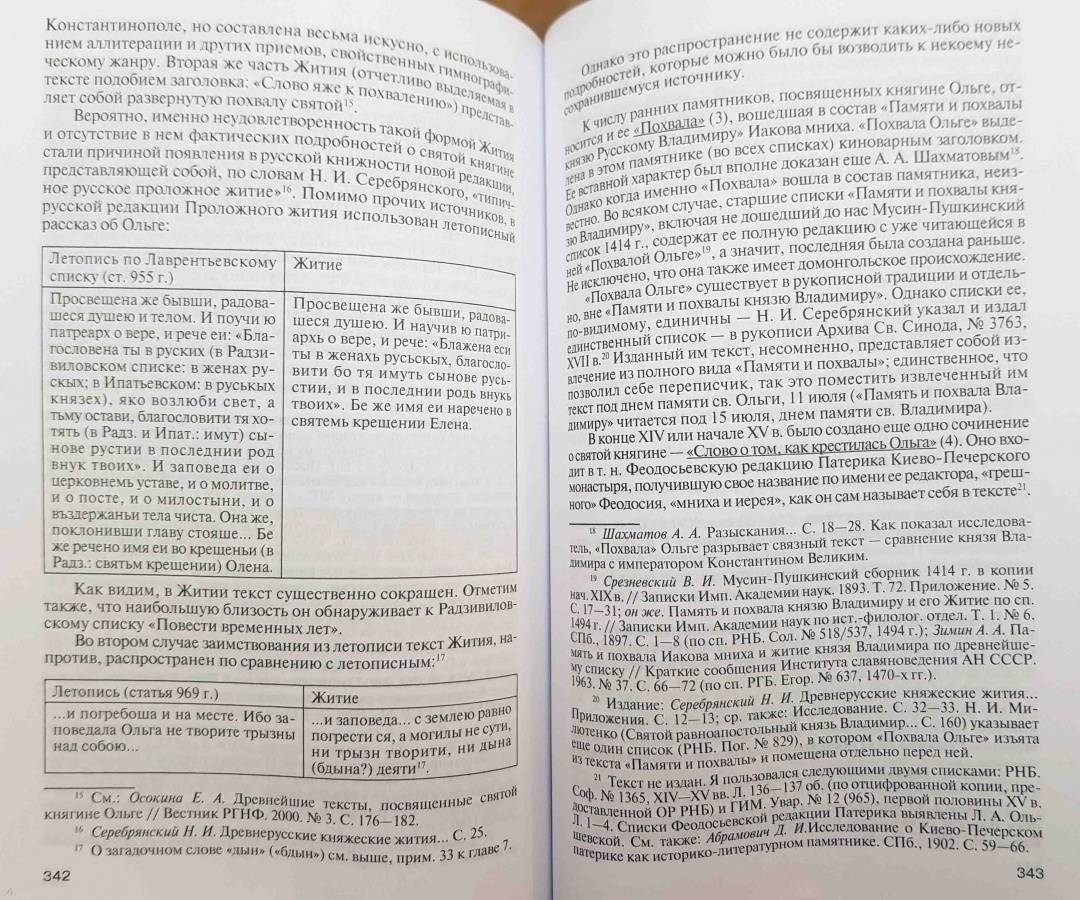 Константинополе, но составлена весьма искусно, с использова-
нием аллитерации и других приемов, свойственных гимнографи-
ческому жанру. Вторая же часть Жития (отчетливо выделяемая в
тексте подобием заголовка: «Слово яже к похвалению») представ-
ляет собой развернутую похвалу святой¹⁵.
Вероятно, именно неудовлетворенность такой формой Жития
и отсутствие в нем фактических подробностей о святой княгине
стали причиной появления в русской книжности новой редакции,
представляющей собой, по словам Н. И. Серебрянского, «типич-
ное русское проложное житие»¹⁶. Помимо прочих источников, в
русской редакции Проложного жития использован летописный
рассказ об Ольге:
Летопись по Лаврентьевскому
списку (ст. 955 г.)
Житие
Просвещена же бывши, радова-
шеся душею и телом. И поучи ю
патреарх о вере, и рече еи: «Бла-
гословена ты в руских (в Радзи-
виловском списке: в женах ру-
скых; в Ипатьевском: в руськых
князех), яко возлюби свет, а
тьму остави, благословити тя хо-
тять (в Радз. и Ипат.: имут) сы-
нове рустии в последнии род
внук твоих». И заповеда еи о
церковнемь уставе, и о молитве,
и о посте, и о милостыни, и о
въздержаньи тела чиста. Она же,
поклонивши главу стояше... Бе
же речено имя еи во крещеньи (в
Радз.: святьм крещении) Олена.
Просвещена же бывши, радова-
шеся душею. И научив ю патри-
архъ о вере, и рече: «Блажена еси
ты в женахь русьскых, благосло-
вити бо тя имуть сынове русь-
стии, и в последнии родь внукь
твоих». Бе же имя еи наречено в
святемь крещении Елена.
Как видим, в Житии текст существенно сокращен. Отметим
также, что наибольшую близость он обнаруживает к Радзивилов-
скому списку «Повести временных лет».
Во втором случае заимствования из летописи текст Жития, на-
против, распространен по сравнению с летописным:¹⁷
Летопись (статья 969 г.)
Житие
...и погребоша и на месте. Ибо за-
поведала Ольга не творите трызны
над собою...
...и заповеда... с землею равно
погрести ся, а могилы не сути,
ни трызн творити, ни дына
(бдына?) деяти¹⁷.
¹⁵ См.: Осокина Е. А. Древнейшие тексты, посвященные святой
княгине Ольге // Вестник РГНФ. 2000. № 3. С. 176—182.
¹⁶ Серебрянский Н. И. Древнерусские княжеские жития... С. 25.
¹⁷ О загадочном слове «дын» («бдын») см. выше, прим. 33 к главе 7.
342
Однако это распространение не содержит каких-либо новых
подробностей, которые можно было бы возводить к некоему не-
сохранившемуся источнику.
К числу ранних памятников, посвященных княгине Ольге, от-
носится и ее «Похвала» (3), вошедшая в состав «Памяти и похвалы
князю Русскому Владимиру» Иакова мниха. «Похвала Ольге» выде-
лена в этом памятнике (во всех списках) киноварным заголовком.
Ее вставной характер был вполне доказан еще А. А. Шахматовым¹⁸.
Однако когда именно «Похвала» вошла в состав памятника, неиз-
вестно. Во всяком случае, старшие списки «Памяти и похвалы кня-
зю Владимиру», включая не дошедший до нас Мусин-Пушкинский
список 1414 г., содержат ее полную редакцию с уже читающейся в
ней «Похвалой Ольге»¹⁹, а значит, последняя была создана раньше.
Не исключено, что она также имеет домонгольское происхождение.
«Похвала Ольге» существует в рукописной традиции и отдель-
но, вне «Памяти и похвалы князю Владимиру». Однако списки ее,
по-видимому, единичны — Н. И. Серебрянский указал и издал
единственный список — в рукописи Архива Св. Синода, № 3763,
XVII в.²⁰ Изданный им текст, несомненно, представляет собой из-
влечение из полного вида «Памяти и похвалы»; единственное, что
позволил себе переписчик, так это поместить извлеченный им
текст под днем памяти св. Ольги, 11 июля («Память и похвала Вла-
димиру» читается под 15 июля, днем памяти св. Владимира).
В конце XIV или начале XV в. было создано еще одно сочинение
о святой княгине — «Слово о том, как крестилась Ольга» (4). Оно вхо-
дит в т. н. Феодосьевскую редакцию Патерика Киево-Печерского
монастыря, получившую свое название по имени ее редактора, «греш-
ного» Феодосия, «мниха и иерея», как он сам называет себя в тексте²¹.
¹⁸ Шахматов А. А. Разыскания... С. 18—28. Как показал исследова-
тель, «Похвала» Ольге разрывает связный текст — сравнение князя Вла-
димира с императором Константином Великим.
¹⁹ Срезневский В. И. Мусин-Пушкинский сборник 1414 г. в копии
нач. XIX в. // Записки Имп. Академии наук. 1893. Т. 72. Приложение. № 5.
С. 17—31; он же. Память и похвала князю Владимиру и его Житие по сп.
1494 г. // Записки Имп. Академии наук по ист.-филолог. отдел. Т. 1. № 6.
СПб., 1897. С. 1—8 (по сп. РНБ. Сол. № 518/537, 1494 г.); Зимин А. А. Па-
мять и похвала Иакова мниха и житие князя Владимира по древнейше-
му списку // Краткие сообщения Института славяноведения АН СССР.
1963. № 37. С. 66—72 (по сп. РГБ. Егор. № 637, 1470-х гг.).
²⁰ Издание: Серебрянский Н. И. Древнерусские княжеские жития...
Приложения. С. 12—13; ср. также: Исследование. С. 32—33. Н. И. Ми-
лютенко (Святой равноапостольный князь Владимир... С. 160) указывает
еще один список (РНБ. Пог. № 829), в котором «Похвала Ольге» изъята
из текста «Памяти и похвалы» и помещена отдельно перед ней.
²¹ Текст не издан. Я пользовался следующими двумя списками: РНБ.
Соф. № 1365, XIV—XV вв. Л. 136—137 об. (по оцифрованной копии, пре-
доставленной ОР РНБ) и ГИМ. Увар. № 12 (965), первой половины XV в.
Л. 1—4. Списки Феодосьевской редакции Патерика выявлены Л. А. Оль-
шевской. См. также: Абрамович Д. И.Исследование о Киево-Печерском
патерике как историко-литературном памятнике. СПб., 1902. С. 59—66.
343